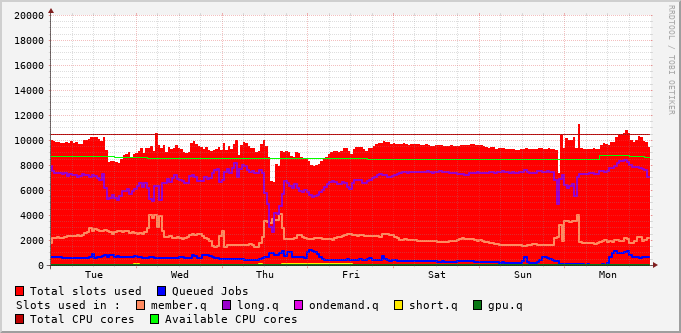 20000
18000
16000
14000
12000
10000
8000
6000
4000
2000
0
Tue Wed Thu Fri Sat Sun Mon
RRDTOOL / TOBI OETIKER
Total slots used Queued Jobs
Slots used in : member.q long.q ondemand.q short.q gpu.q
Total CPU cores Available CPU cores